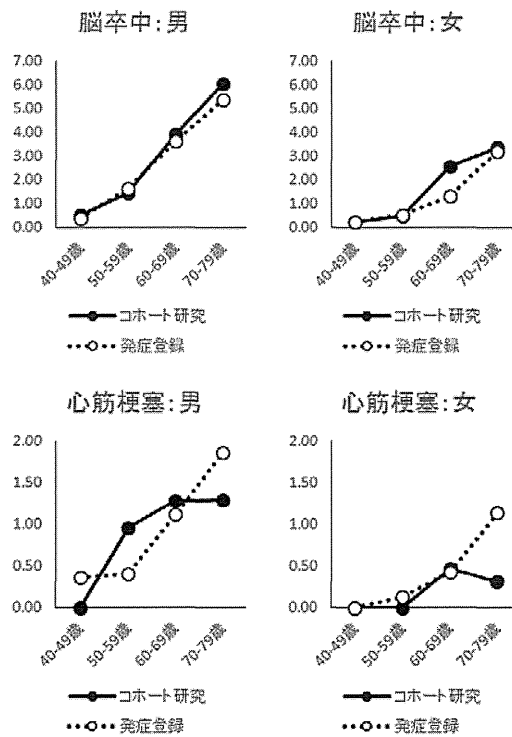 脳卒中:男
7.00
6.00
5.00
4.00
3.00
2.00
1.00
0.00
40-49歳
50-59歳
60-69歳
70-79歳
コホート研究
発症登録
脳卒中:女
7.00
6.00
5.00
4.00
3.00
2.00
1.00
0.00
40-49歳
50-59歳
60-69歳
70-79歳
コホート研究
発症登録
心筋梗塞:男
2.00
1.50
1.00
0.50
0.00
40-49歳
50-59歳
60-69歳
70-79歳
コホート研究
発症登録
心筋梗塞:女
2.00
1.50
1.00
0.50
0.00
40-49歳
50-59歳
60-69歳
70-79歳
コホート研究
発症登録